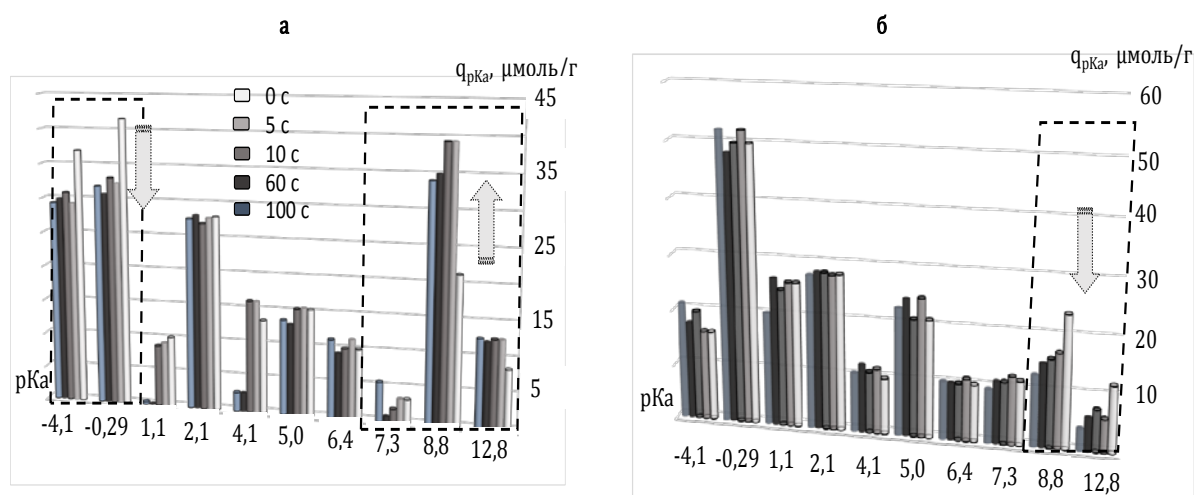 а
q_pKa, μмоль/г
45
35
25
15
5
0 с
5 с
10 с
60 с
100 с
pKa
-4,1 -0,29 1,1 2,1 4,1 5,0 6,4 7,3 8,8 12,8
б
q_pKa, μмоль/г
60
50
40
30
20
10
pKa
-4,1 -0,29 1,1 2,1 4,1 5,0 6,4 7,3 8,8 12,8